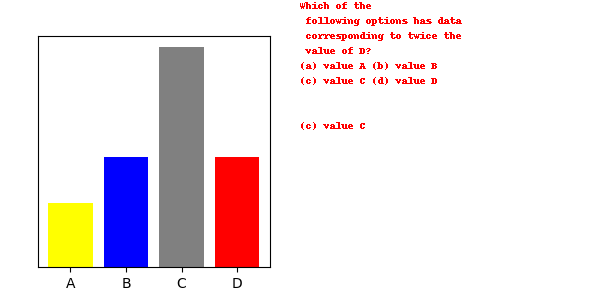 Which of the
following options has data
corresponding to twice the
value of D?
(a) value A (b) value B
(c) value C (d) value D
(c) value C
A B C D